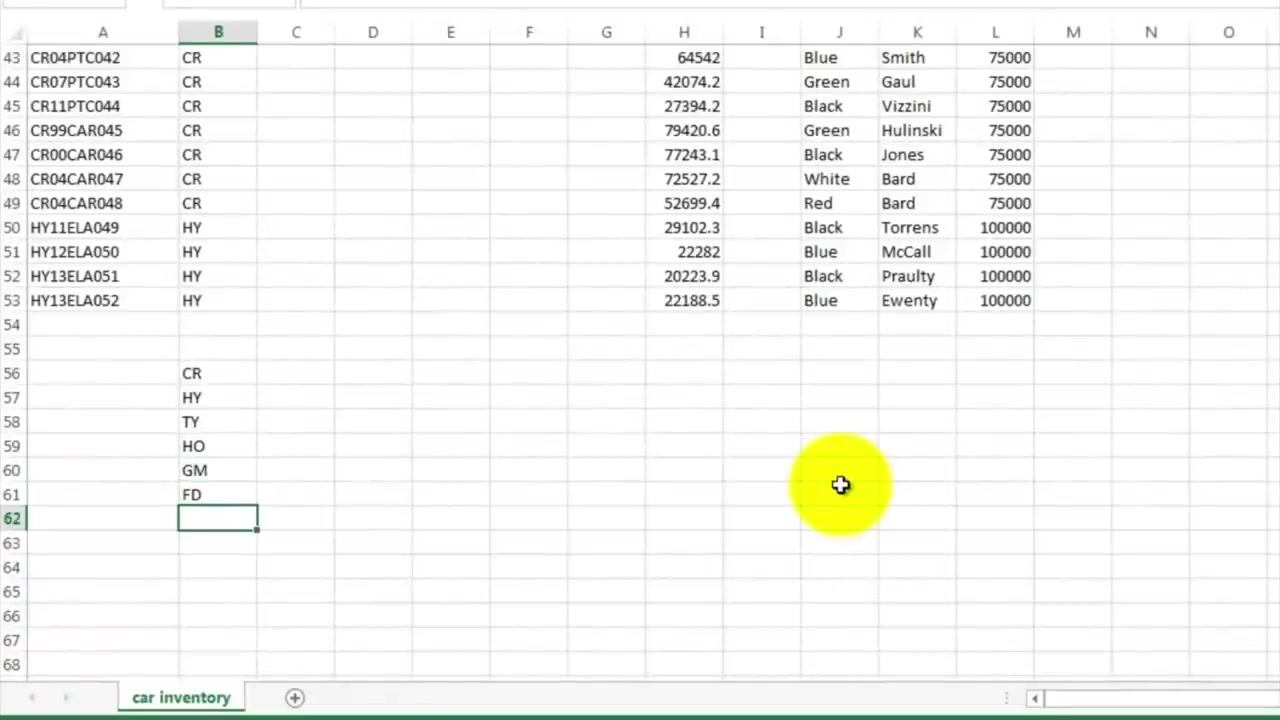 A B C D E F G H I J K L M N O
43 CR04PTC042 CR 64542 Blue Smith 75000
44 CR07PTC043 CR 42074.2 Green Gaul 75000
45 CR11PTC044 CR 27394.2 Black Vizzini 75000
46 CR99CAR045 CR 79420.6 Green Hulinski 75000
47 CR00CAR046 CR 77243.1 Black Jones 75000
48 CR04CAR047 CR 72527.2 White Bard 75000
49 CR04CAR048 CR 52699.4 Red Bard 75000
50 HY11ELA049 HY 29102.3 Black Torrens 100000
51 HY12ELA050 HY 22282 Blue McCall 100000
52 HY13ELA051 HY 20223.9 Black Praulty 100000
53 HY13ELA052 HY 22188.5 Blue Ewenty 100000
54
55
56 CR
57 HY
58 TY
59 HO
60 GM
61 FD
62
63
64
65
66
67
68
car inventory